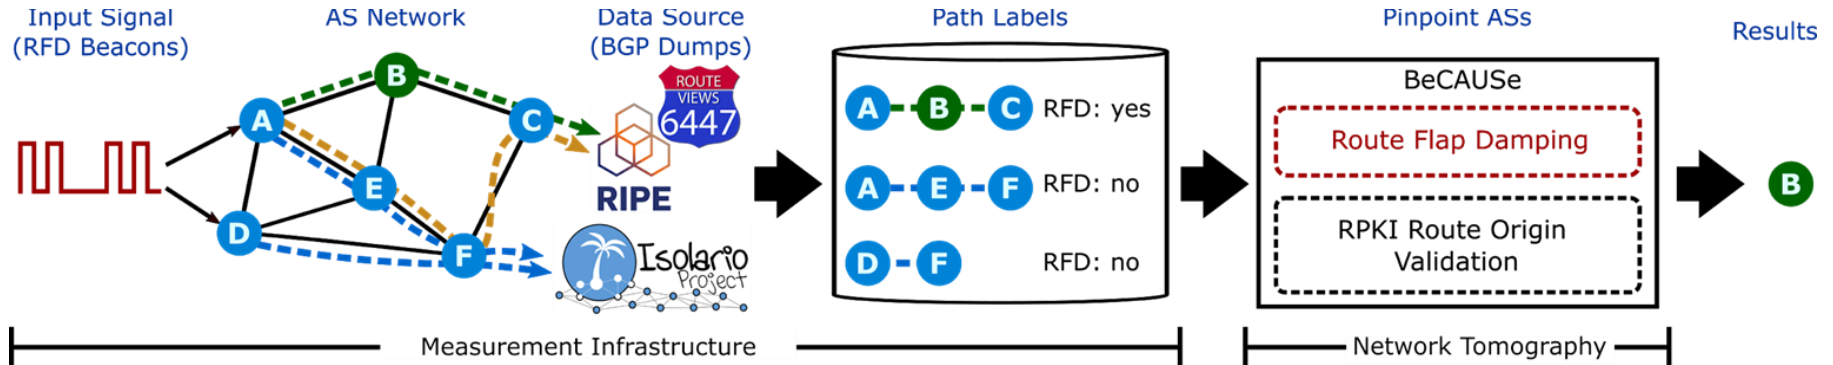 Input Signal
(RFD Beacons)
AS Network
Data Source
(BGP Dumps)
Path Labels
Pinpoint ASs
Results
A
B
C
D
E
F
ROUTE
VIEWS
6447
RIPE
Isolario
Project
A B C RFD: yes
A E F RFD: no
D F RFD: no
BeCAUSe
Route Flap Damping
RPKI Route Origin
Validation
B
Measurement Infrastructure
Network Tomography